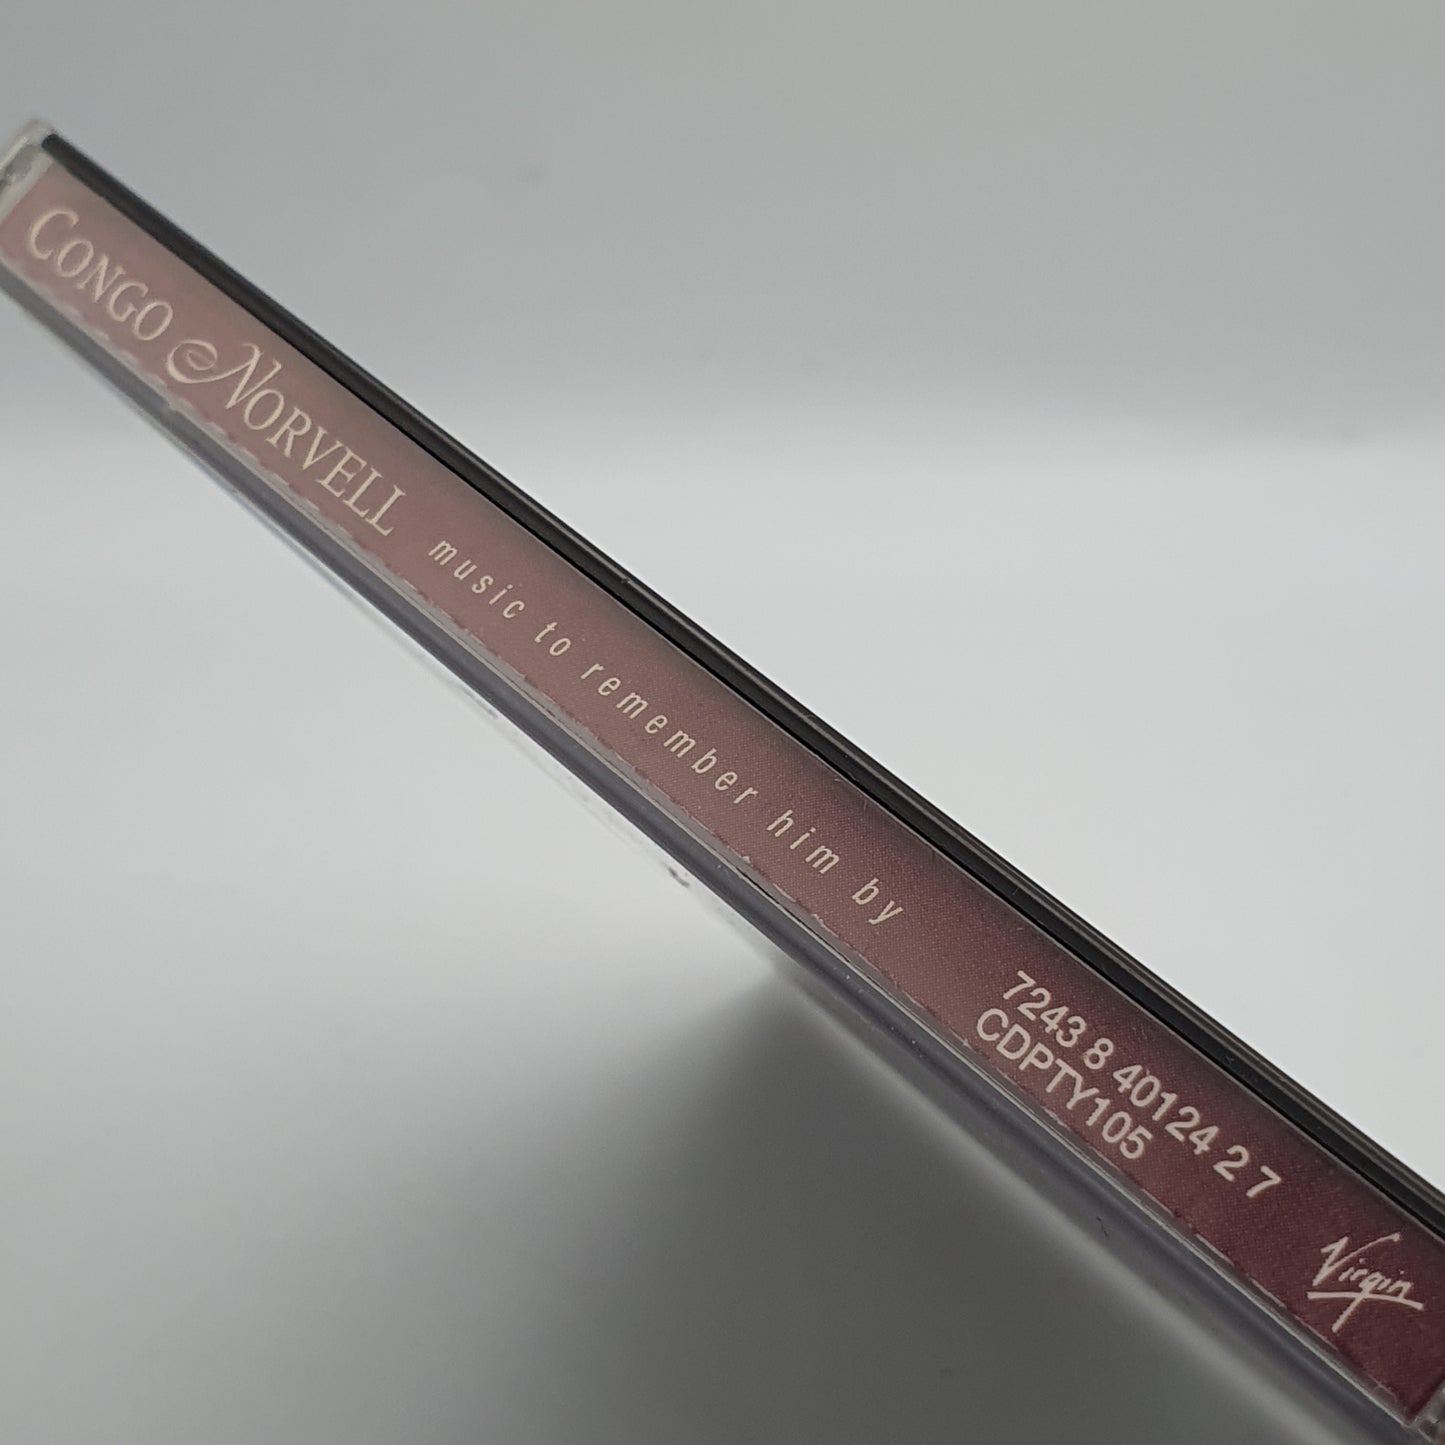 CONGO NORVELL music to remember him by
7243 8 40124 2 7
CDPTY105
Virgin